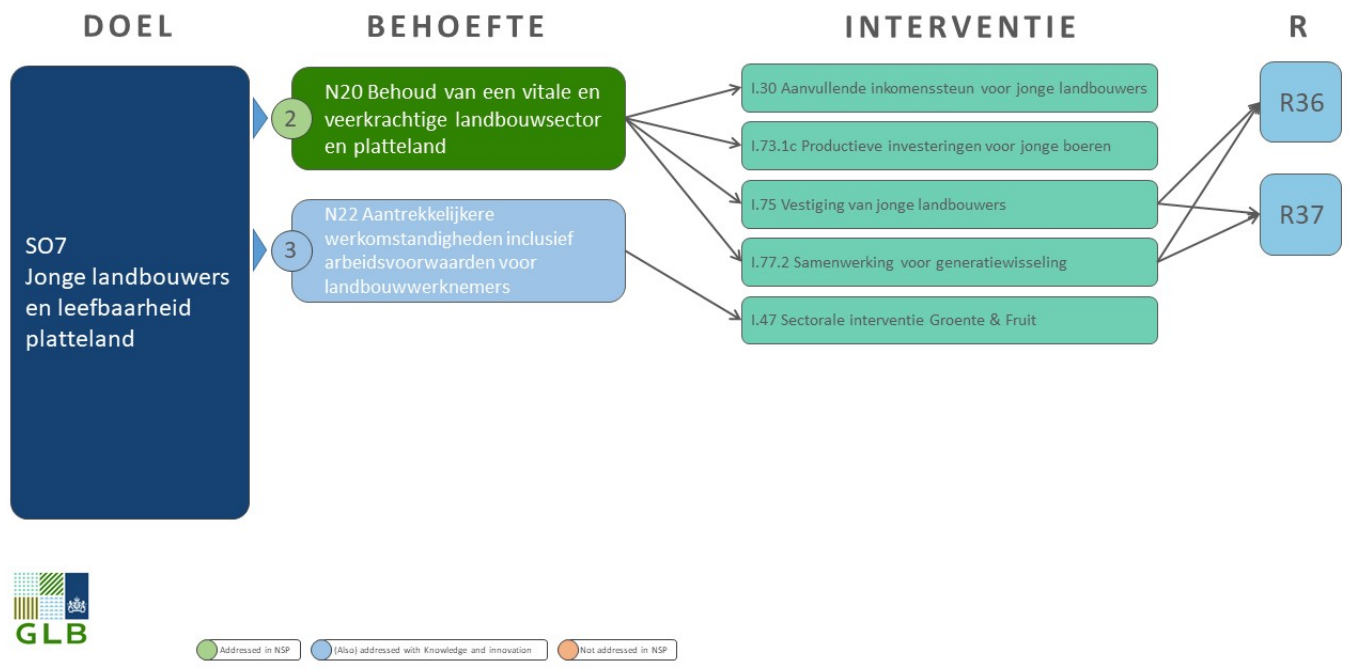 DOEL
BEHOEFTE
INTERVENTIE
R
SO7
Jonge landbouwers
en leefbaarheid
platteland
2
N20 Behoud van een vitale en
veerkrachtige landbouwsector
en platteland
3
N22 Aantrekkelijkere
werkomstandigheden inclusief
arbeidsvoorwaarden voor
landbouwwerknemers
I.30 Aanvullende inkomenssteun voor jonge landbouwers
I.73.1c Productieve investeringen voor jonge boeren
I.75 Vestiging van jonge landbouwers
I.77.2 Samenwerking voor generatiewisseling
I.47 Sectorale interventie Groente & Fruit
R36
R37
GLB
Addressed in NSP
(Also) addressed with Knowledge and innovation
Not addressed in NSP